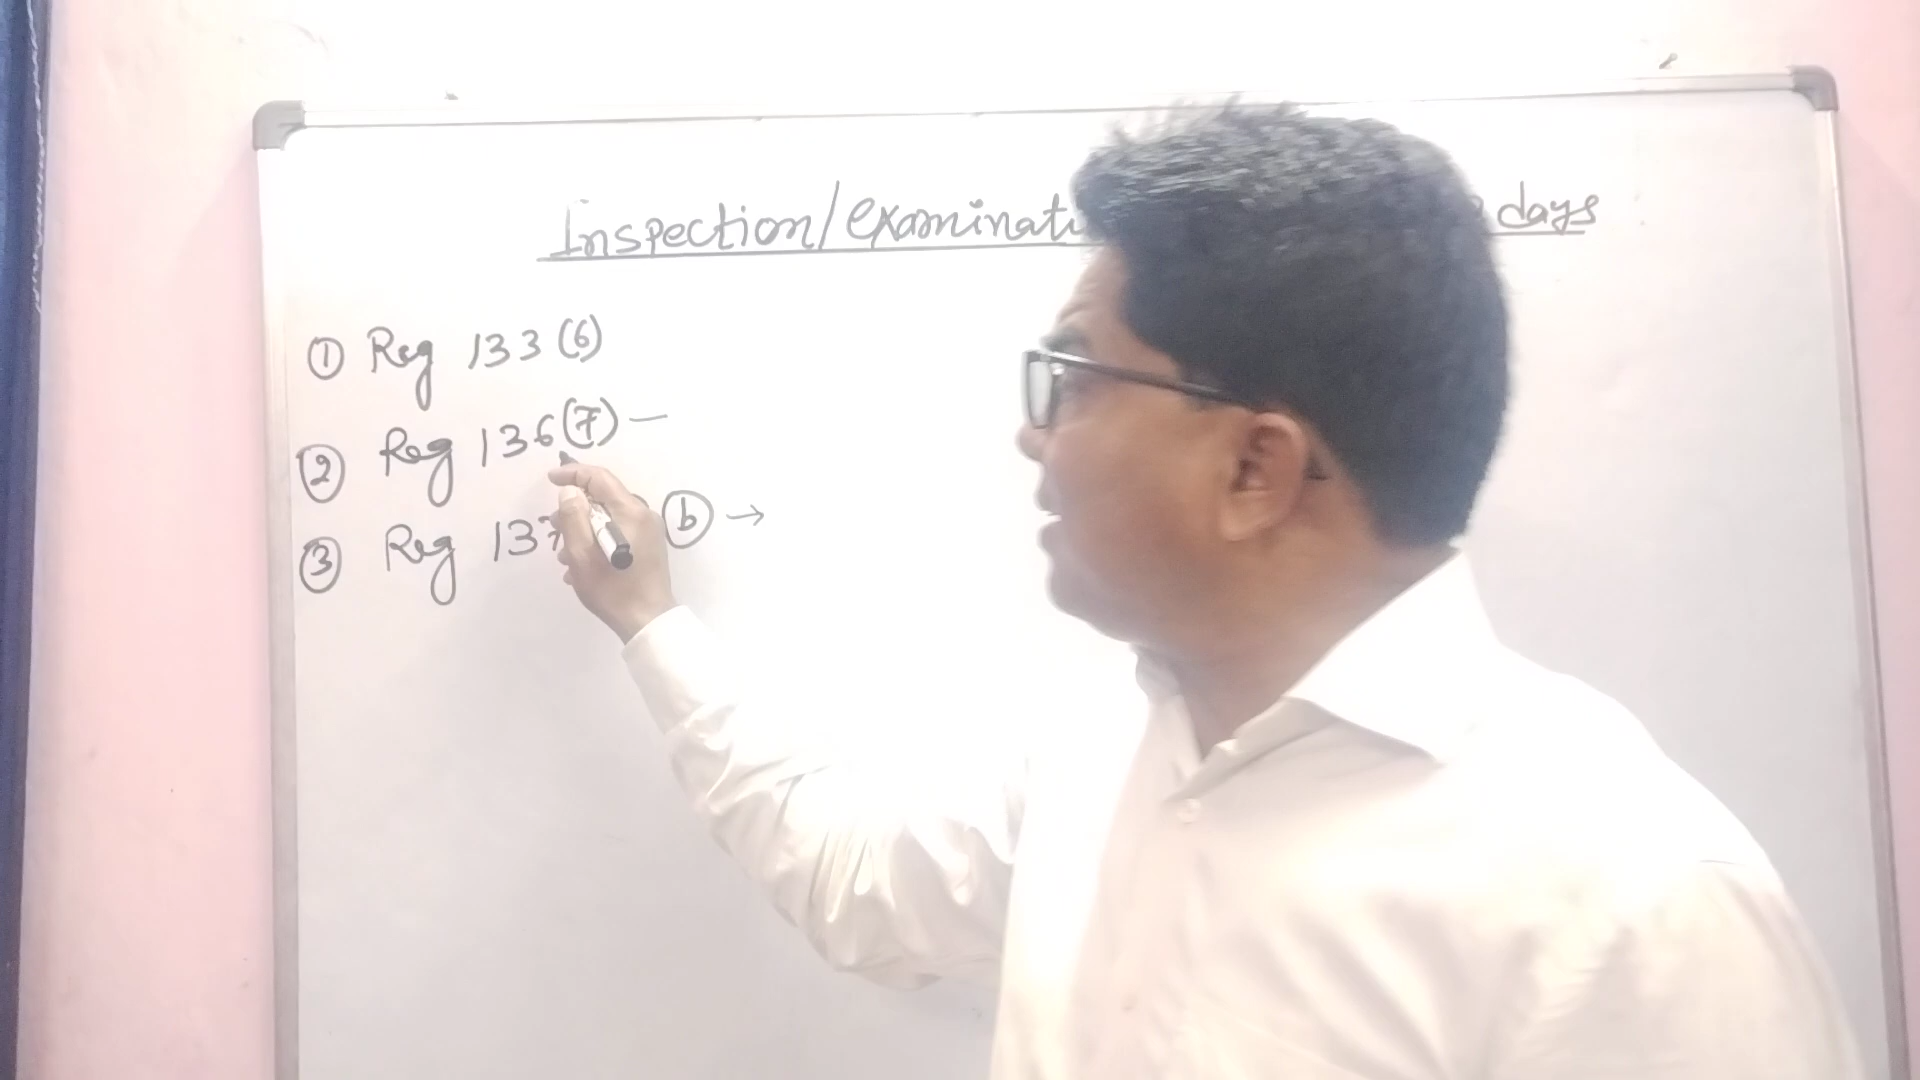 Inspection/examinati days
① Reg 133 (6)
② Reg 136(7) —
③ Reg 137 ⓑ →